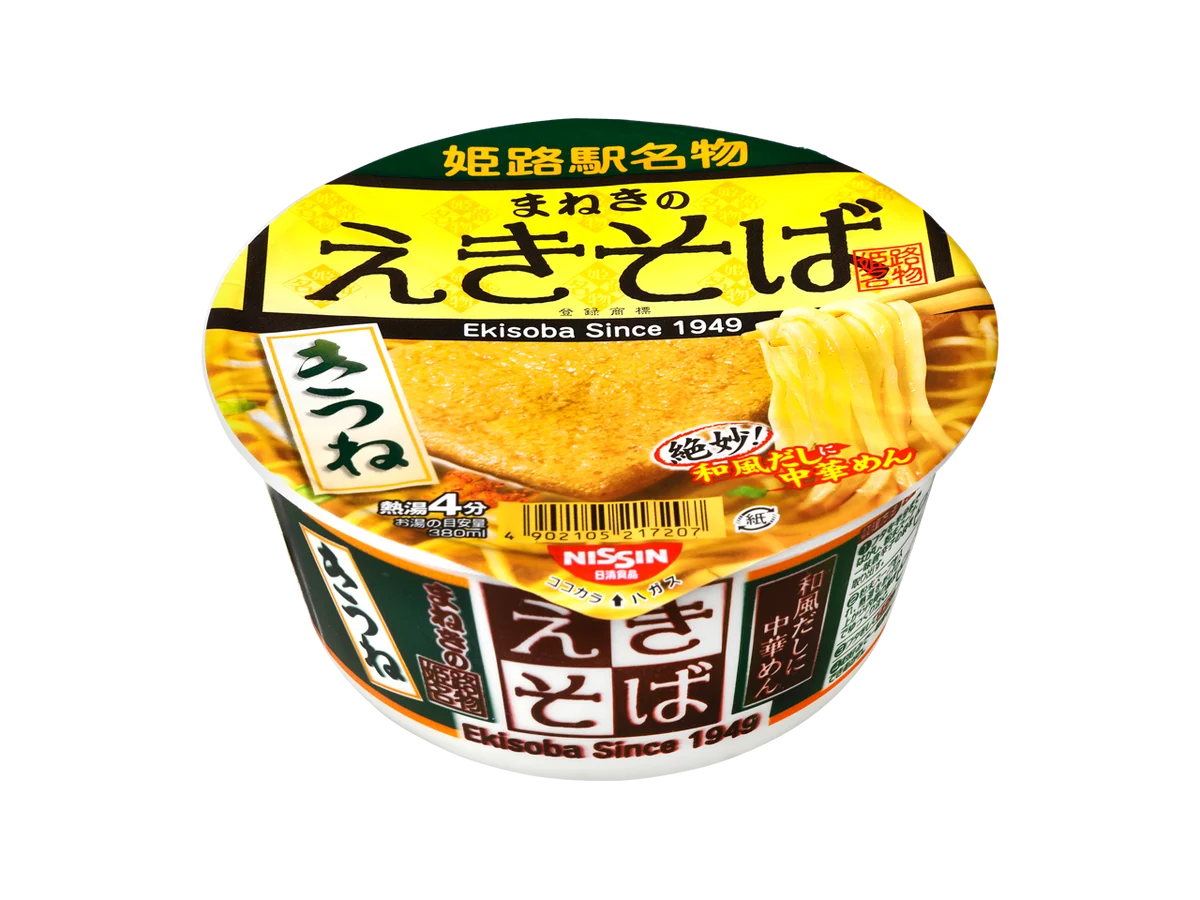 姫路駅名物
まねきの
えきそば
姫路
名物
登録商標
Ekisoba Since 1949
きつね
絶妙!
和風だしに
中華めん
熱湯4分
お湯の目安量
380ml
4 902105 217207
紙
NISSIN
日清食品
ココカラ↑ハガス
きつね
まねきの
えき
そば
和風だしに
中華めん
Ekisoba Since 1949